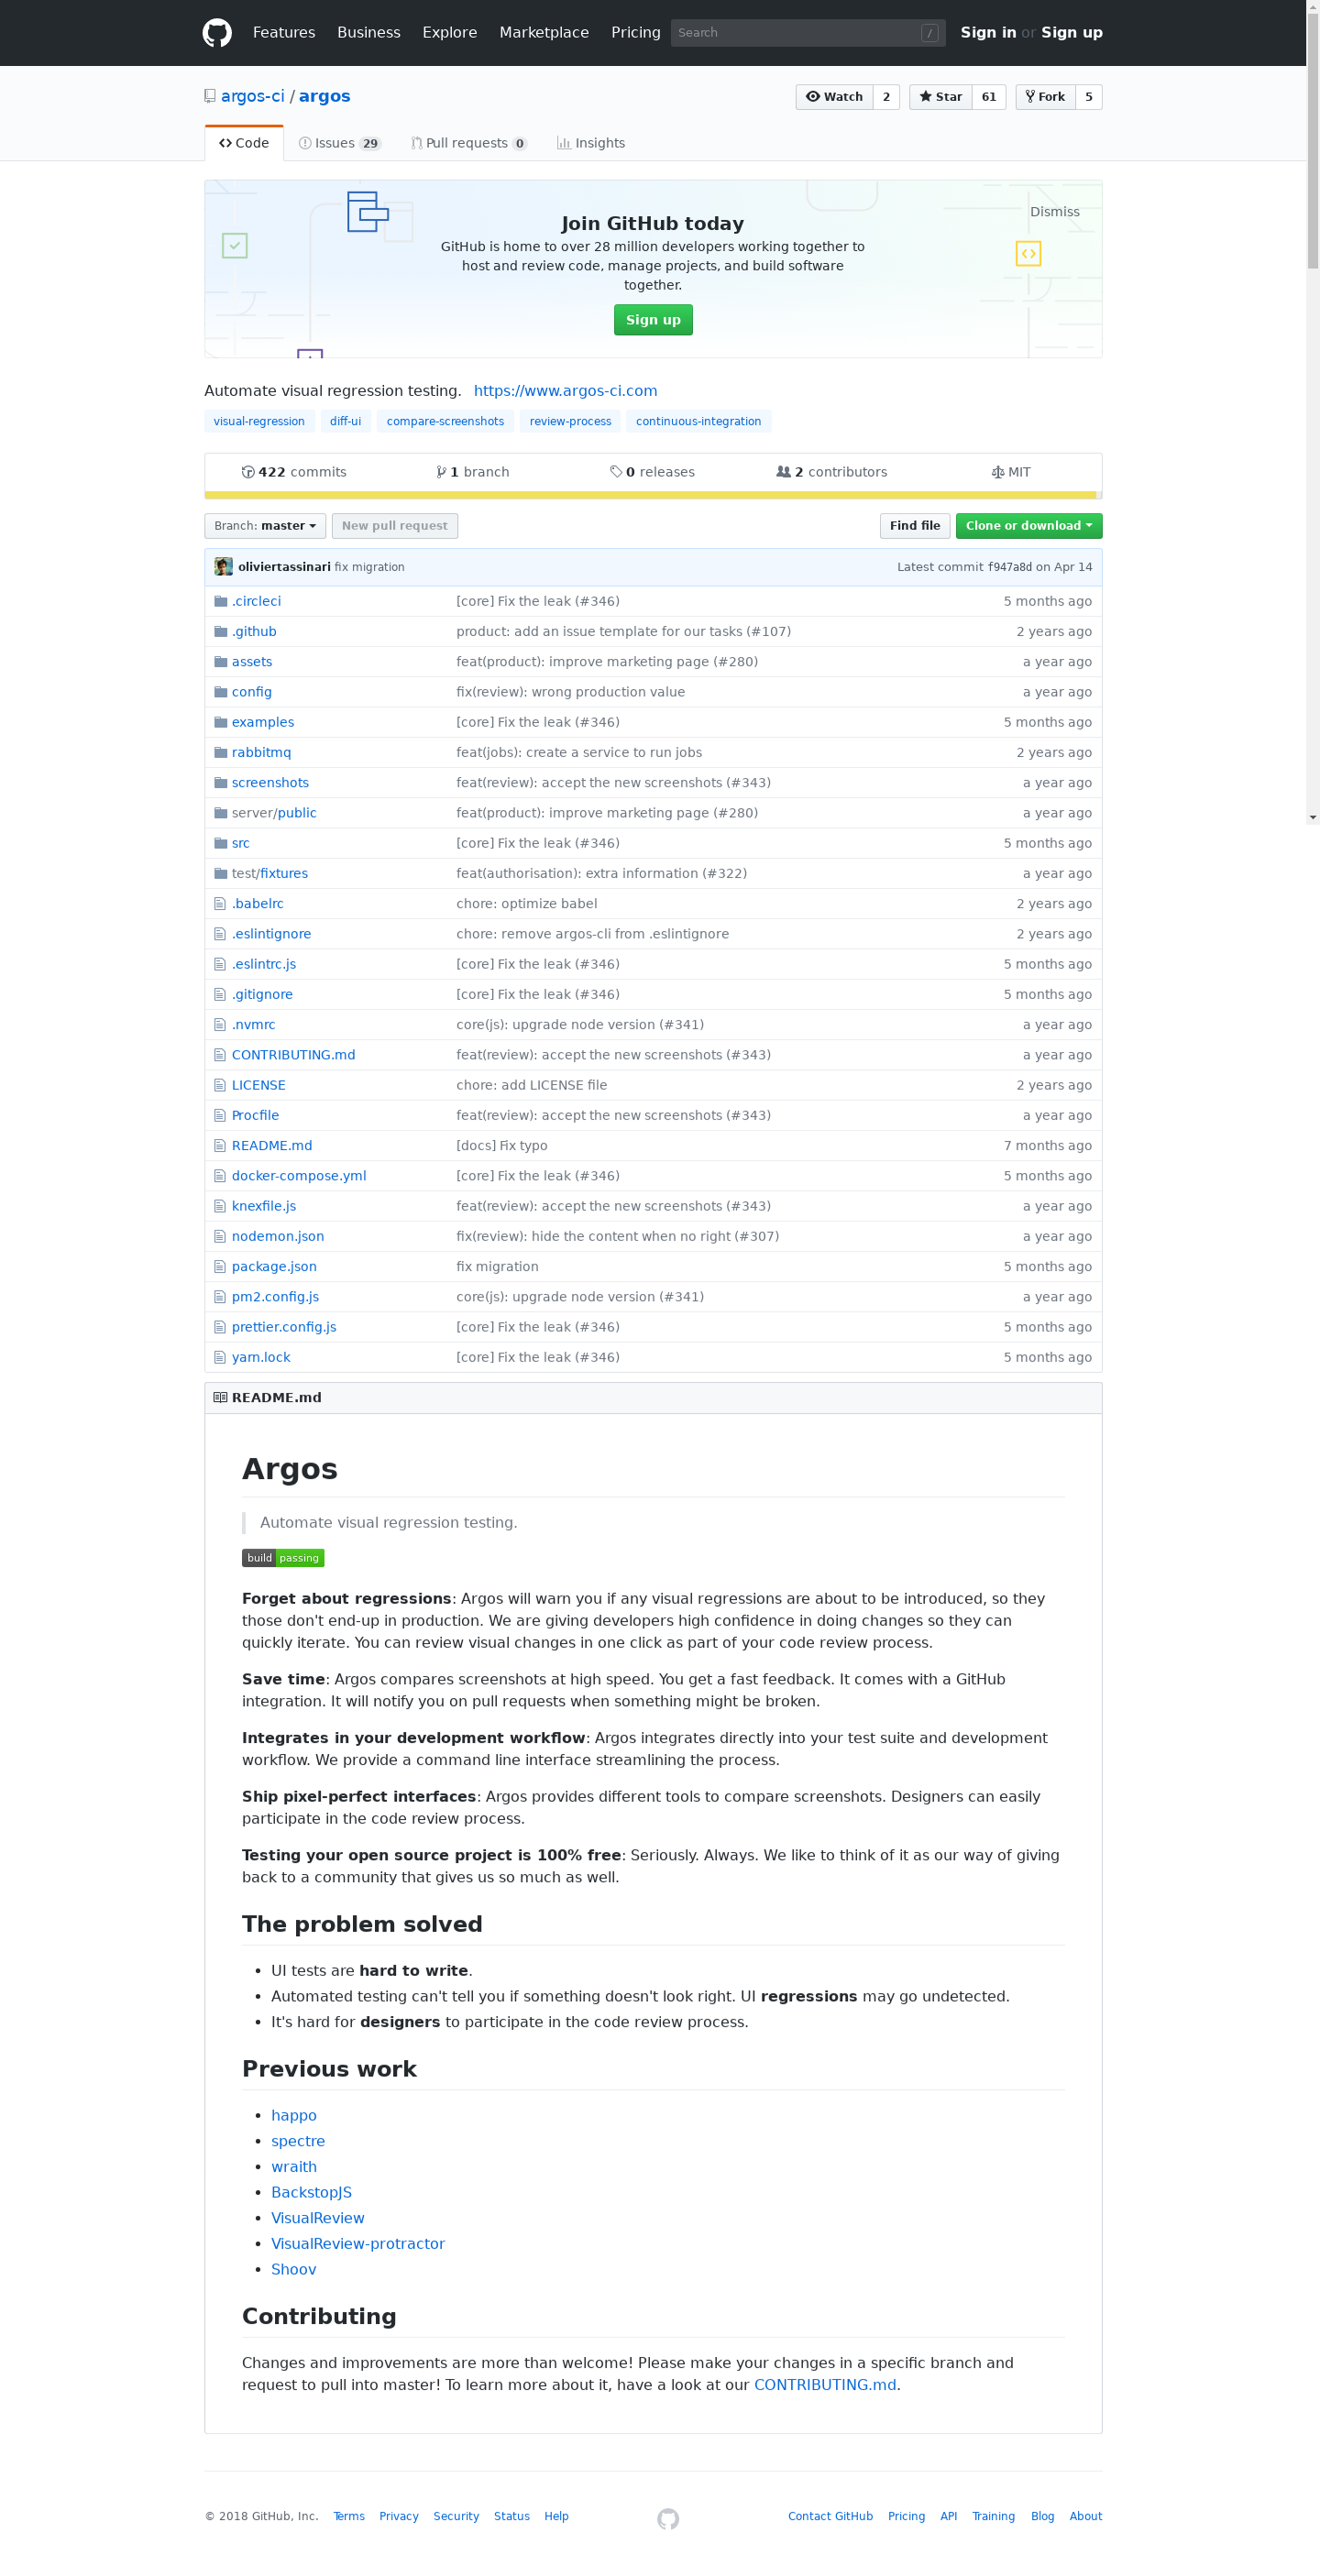 Features Business Explore Marketplace Pricing Search / Sign in or Sign up
argos-ci / argos Watch 2 Star 61 Fork 5
Code Issues 29 Pull requests 0 Insights
Dismiss
Join GitHub today
GitHub is home to over 28 million developers working together to
host and review code, manage projects, and build software
together.
Sign up
Automate visual regression testing. https://www.argos-ci.com
visual-regression diff-ui compare-screenshots review-process continuous-integration
422 commits 1 branch 0 releases 2 contributors MIT
Branch: master New pull request Find file Clone or download
oliviertassinari fix migration Latest commit f947a8d on Apr 14
.circleci [core] Fix the leak (#346) 5 months ago
.github product: add an issue template for our tasks (#107) 2 years ago
assets feat(product): improve marketing page (#280) a year ago
config fix(review): wrong production value a year ago
examples [core] Fix the leak (#346) 5 months ago
rabbitmq feat(jobs): create a service to run jobs 2 years ago
screenshots feat(review): accept the new screenshots (#343) a year ago
server/public feat(product): improve marketing page (#280) a year ago
src [core] Fix the leak (#346) 5 months ago
test/fixtures feat(authorisation): extra information (#322) a year ago
.babelrc chore: optimize babel 2 years ago
.eslintignore chore: remove argos-cli from .eslintignore 2 years ago
.eslintrc.js [core] Fix the leak (#346) 5 months ago
.gitignore [core] Fix the leak (#346) 5 months ago
.nvmrc core(js): upgrade node version (#341) a year ago
CONTRIBUTING.md feat(review): accept the new screenshots (#343) a year ago
LICENSE chore: add LICENSE file 2 years ago
Procfile feat(review): accept the new screenshots (#343) a year ago
README.md [docs] Fix typo 7 months ago
docker-compose.yml [core] Fix the leak (#346) 5 months ago
knexfile.js feat(review): accept the new screenshots (#343) a year ago
nodemon.json fix(review): hide the content when no right (#307) a year ago
package.json fix migration 5 months ago
pm2.config.js core(js): upgrade node version (#341) a year ago
prettier.config.js [core] Fix the leak (#346) 5 months ago
yarn.lock [core] Fix the leak (#346) 5 months ago
README.md
Argos
Automate visual regression testing.
build passing
Forget about regressions: Argos will warn you if any visual regressions are about to be introduced, so they
those don't end-up in production. We are giving developers high confidence in doing changes so they can
quickly iterate. You can review visual changes in one click as part of your code review process.
Save time: Argos compares screenshots at high speed. You get a fast feedback. It comes with a GitHub
integration. It will notify you on pull requests when something might be broken.
Integrates in your development workflow: Argos integrates directly into your test suite and development
workflow. We provide a command line interface streamlining the process.
Ship pixel-perfect interfaces: Argos provides different tools to compare screenshots. Designers can easily
participate in the code review process.
Testing your open source project is 100% free: Seriously. Always. We like to think of it as our way of giving
back to a community that gives us so much as well.
The problem solved
UI tests are hard to write.
Automated testing can't tell you if something doesn't look right. UI regressions may go undetected.
It's hard for designers to participate in the code review process.
Previous work
happo
spectre
wraith
BackstopJS
VisualReview
VisualReview-protractor
Shoov
Contributing
Changes and improvements are more than welcome! Please make your changes in a specific branch and
request to pull into master! To learn more about it, have a look at our CONTRIBUTING.md.
© 2018 GitHub, Inc. Terms Privacy Security Status Help Contact GitHub Pricing API Training Blog About